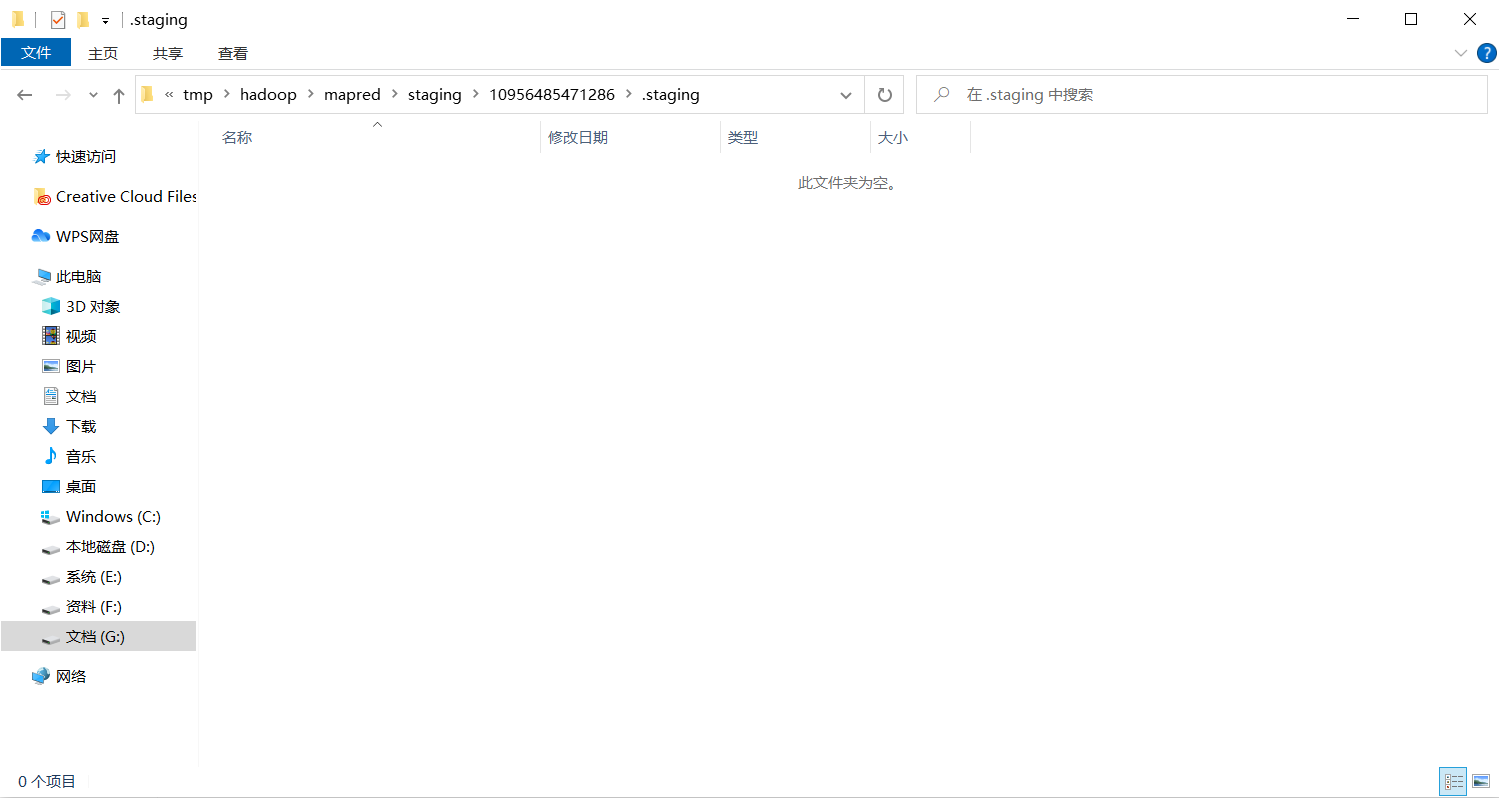 .staging
文件 主页 共享 查看
« tmp hadoop mapred staging 10956485471286 .staging 在 .staging 中搜索
名称 修改日期 类型 大小
此文件夹为空。
快速访问
Creative Cloud Files
WPS网盘
此电脑
3D 对象
视频
图片
文档
下载
音乐
桌面
Windows (C:)
本地磁盘 (D:)
系统 (E:)
资料 (F:)
文档 (G:)
网络
0 个项目